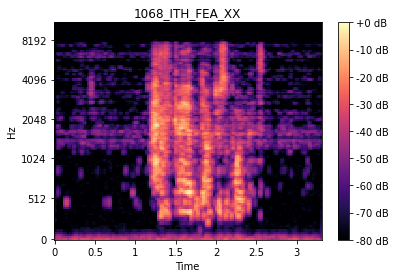 1068_ITH_FEA_XX
8192
4096
2048
1024
512
0
Hz
0 0.5 1 1.5 2 2.5 3
Time
+0 dB
-10 dB
-20 dB
-30 dB
-40 dB
-50 dB
-60 dB
-70 dB
-80 dB